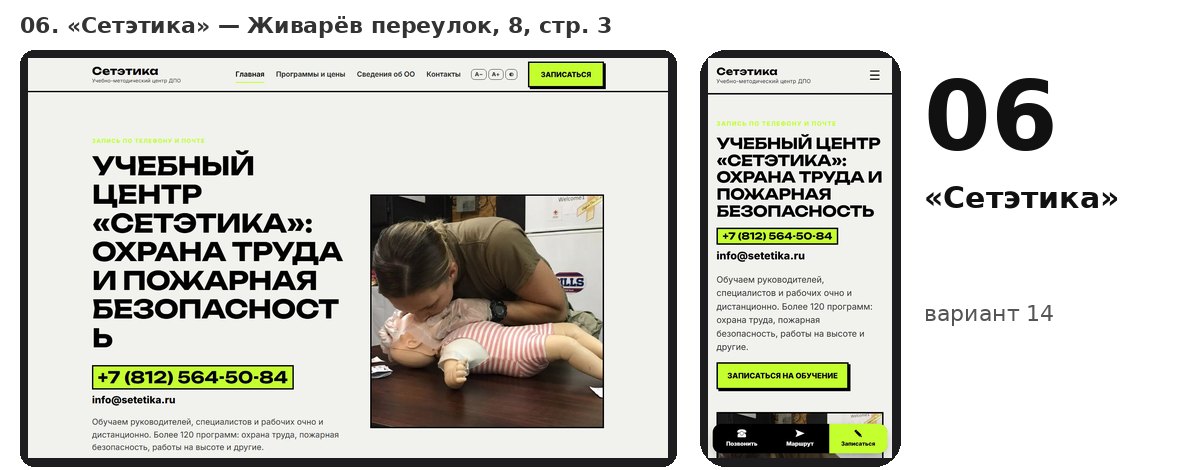 06. «Сетэтика» — Живарёв переулок, 8, стр. 3
Сетэтика
Учебно-методический центр ДПО
Главная Программы и цены Сведения об ОО Контакты A− A+ ЗАПИСАТЬСЯ
ЗАПИСЬ ПО ТЕЛЕФОНУ И ПОЧТЕ
УЧЕБНЫЙ
ЦЕНТР
«СЕТЭТИКА»:
ОХРАНА ТРУДА
И ПОЖАРНАЯ
БЕЗОПАСНОСТ
Ь
+7 (812) 564-50-84
info@setetika.ru
Обучаем руководителей, специалистов и рабочих очно и
дистанционно. Более 120 программ: охрана труда, пожарная
безопасность, работы на высоте и другие.
Welcome
Сетэтика
Учебно-методический центр ДПО
ЗАПИСЬ ПО ТЕЛЕФОНУ И ПОЧТЕ
УЧЕБНЫЙ ЦЕНТР
«СЕТЭТИКА»:
ОХРАНА ТРУДА И
ПОЖАРНАЯ
БЕЗОПАСНОСТЬ
+7 (812) 564-50-84
info@setetika.ru
Обучаем руководителей,
специалистов и рабочих очно и
дистанционно. Более 120 программ:
охрана труда, пожарная
безопасность, работы на высоте и
другие.
ЗАПИСАТЬСЯ НА ОБУЧЕНИЕ
Позвонить Маршрут Записаться
06
«Сетэтика»
вариант 14